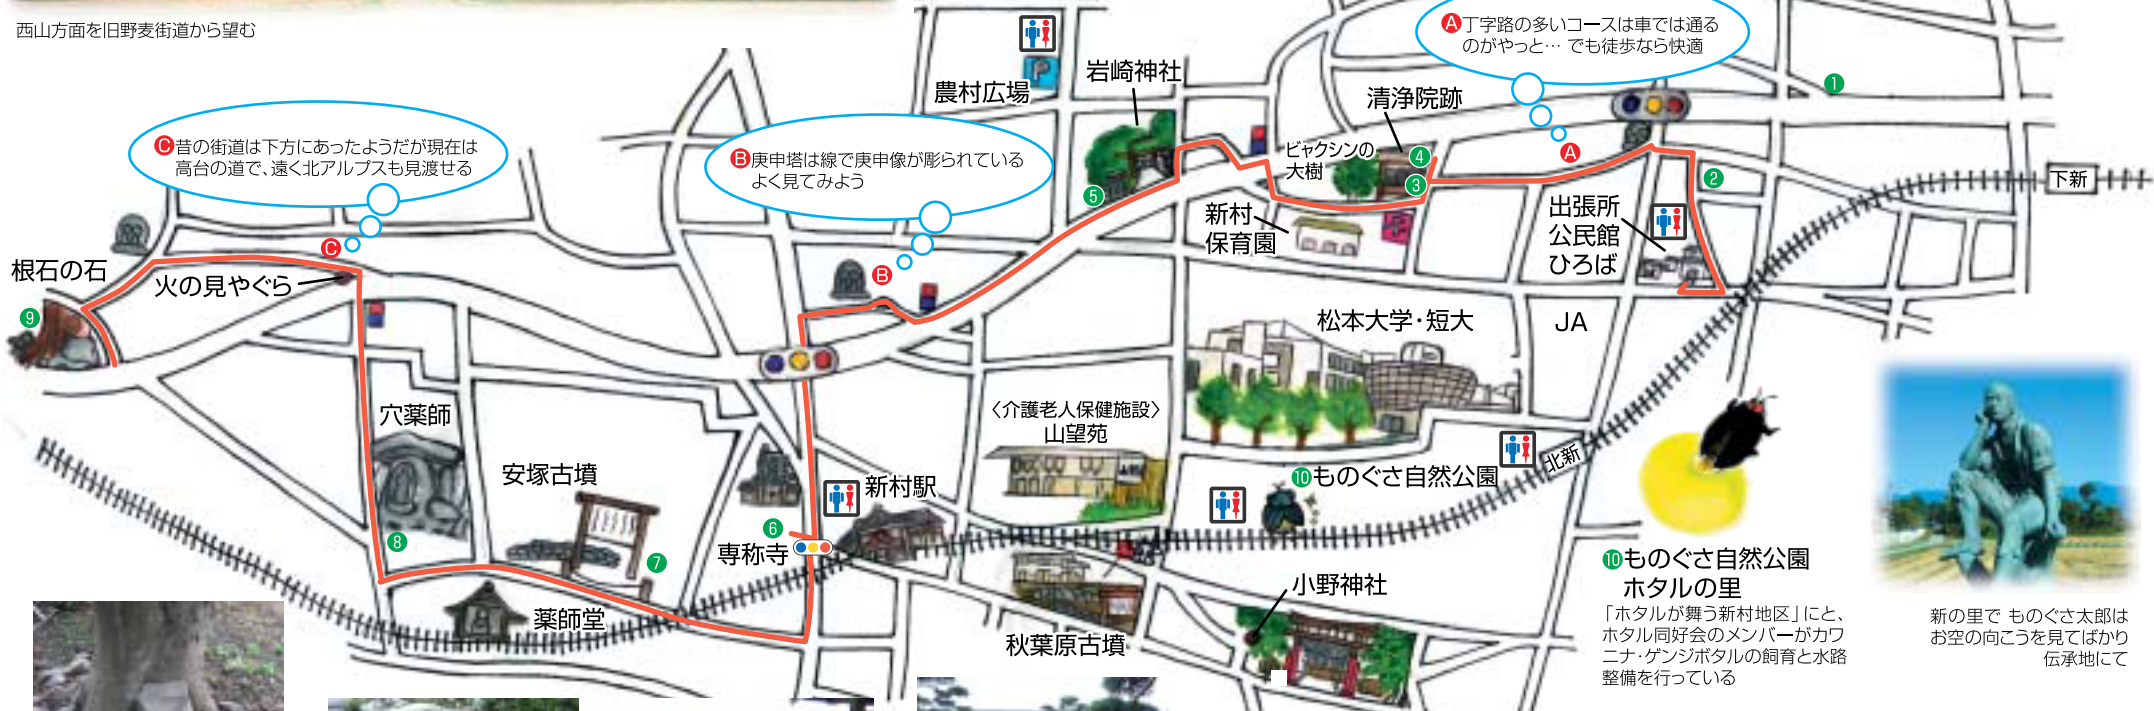 西山方面を旧野麦街道から望む
Ⓐ丁字路の多いコースは車では通る
のがやっと… でも徒歩なら快適
Ⓒ昔の街道は下方にあったようだが現在は
高台の道で、遠く北アルプスも見渡せる
Ⓑ庚申塔は線で庚申像が彫られている
よく見てみよう
農村広場
P
岩崎神社
清浄院跡
ビャクシンの
大樹
①
②
③
④
⑤
Ⓐ
Ⓑ
Ⓒ
下新
新村
保育園
出張所
公民館
ひろば
根石の石
⑨
火の見やぐら
松本大学・短大
JA
穴薬師
⑧
安塚古墳
⑦
〈介護老人保健施設〉
山望苑
新村駅
⑥
専称寺
⑩ものぐさ自然公園
北新
薬師堂
秋葉原古墳
小野神社
⑩ものぐさ自然公園
ホタルの里
「ホタルが舞う新村地区」にと、
ホタル同好会のメンバーがカワ
ニナ・ゲンジボタルの飼育と水路
整備を行っている
新の里で ものぐさ太郎は
お空の向こうを見てばかり
伝承地にて